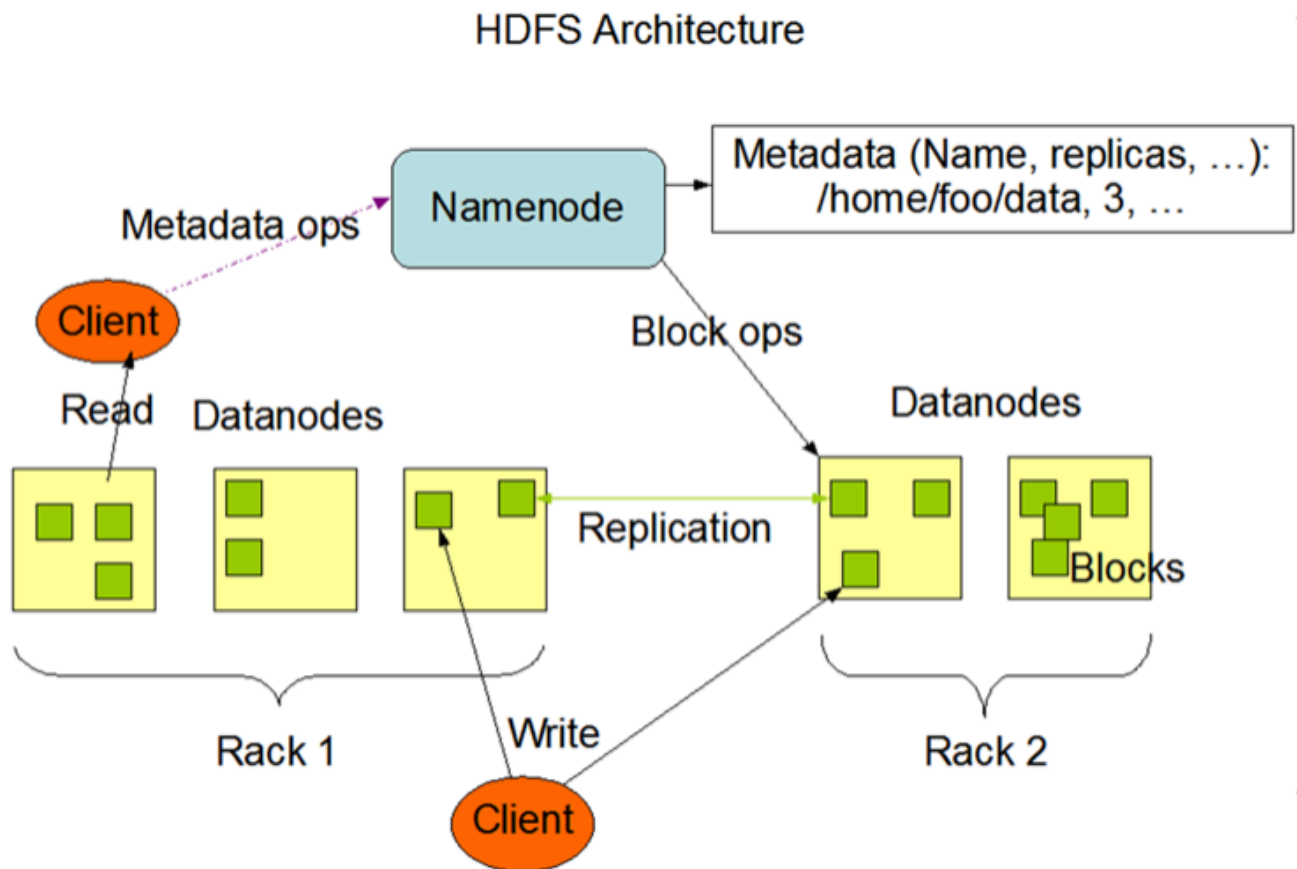 HDFS Architecture
Metadata (Name, replicas, …):
/home/foo/data, 3, …
Namenode
Metadata ops
Client
Block ops
Read
Datanodes
Datanodes
Replication
Blocks
Rack 1
Write
Rack 2
Client